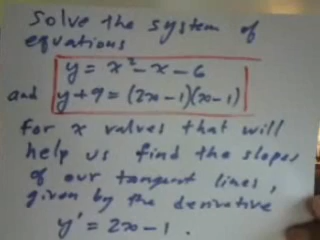 Solve the system of
equations
y = x² - x - 6
and y + 9 = (2x - 1)(x - 1)
for x values that will
help us find the slopes
of our tangent lines,
given by the derivative
y' = 2x - 1 .